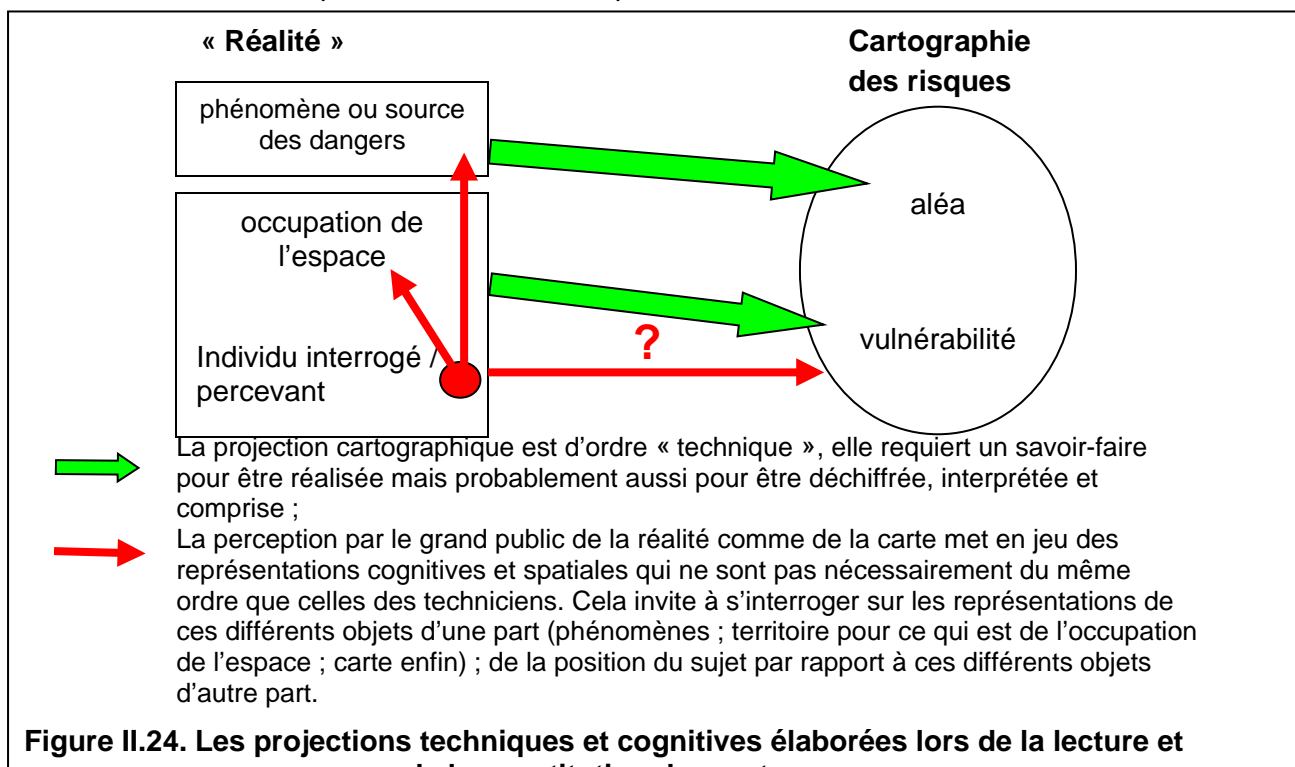 « Réalité »
Cartographie
des risques
phénomène ou source
des dangers
aléa
occupation de
l’espace
vulnérabilité
?
Individu interrogé /
percevant
La projection cartographique est d’ordre « technique », elle requiert un savoir-faire
pour être réalisée mais probablement aussi pour être déchiffrée, interprétée et
comprise ;
La perception par le grand public de la réalité comme de la carte met en jeu des
représentations cognitives et spatiales qui ne sont pas nécessairement du même
ordre que celles des techniciens. Cela invite à s’interroger sur les représentations de
ces différents objets d’une part (phénomènes ; territoire pour ce qui est de l’occupation
de l’espace ; carte enfin) ; de la position du sujet par rapport à ces différents objets
d’autre part.
Figure II.24. Les projections techniques et cognitives élaborées lors de la lecture et